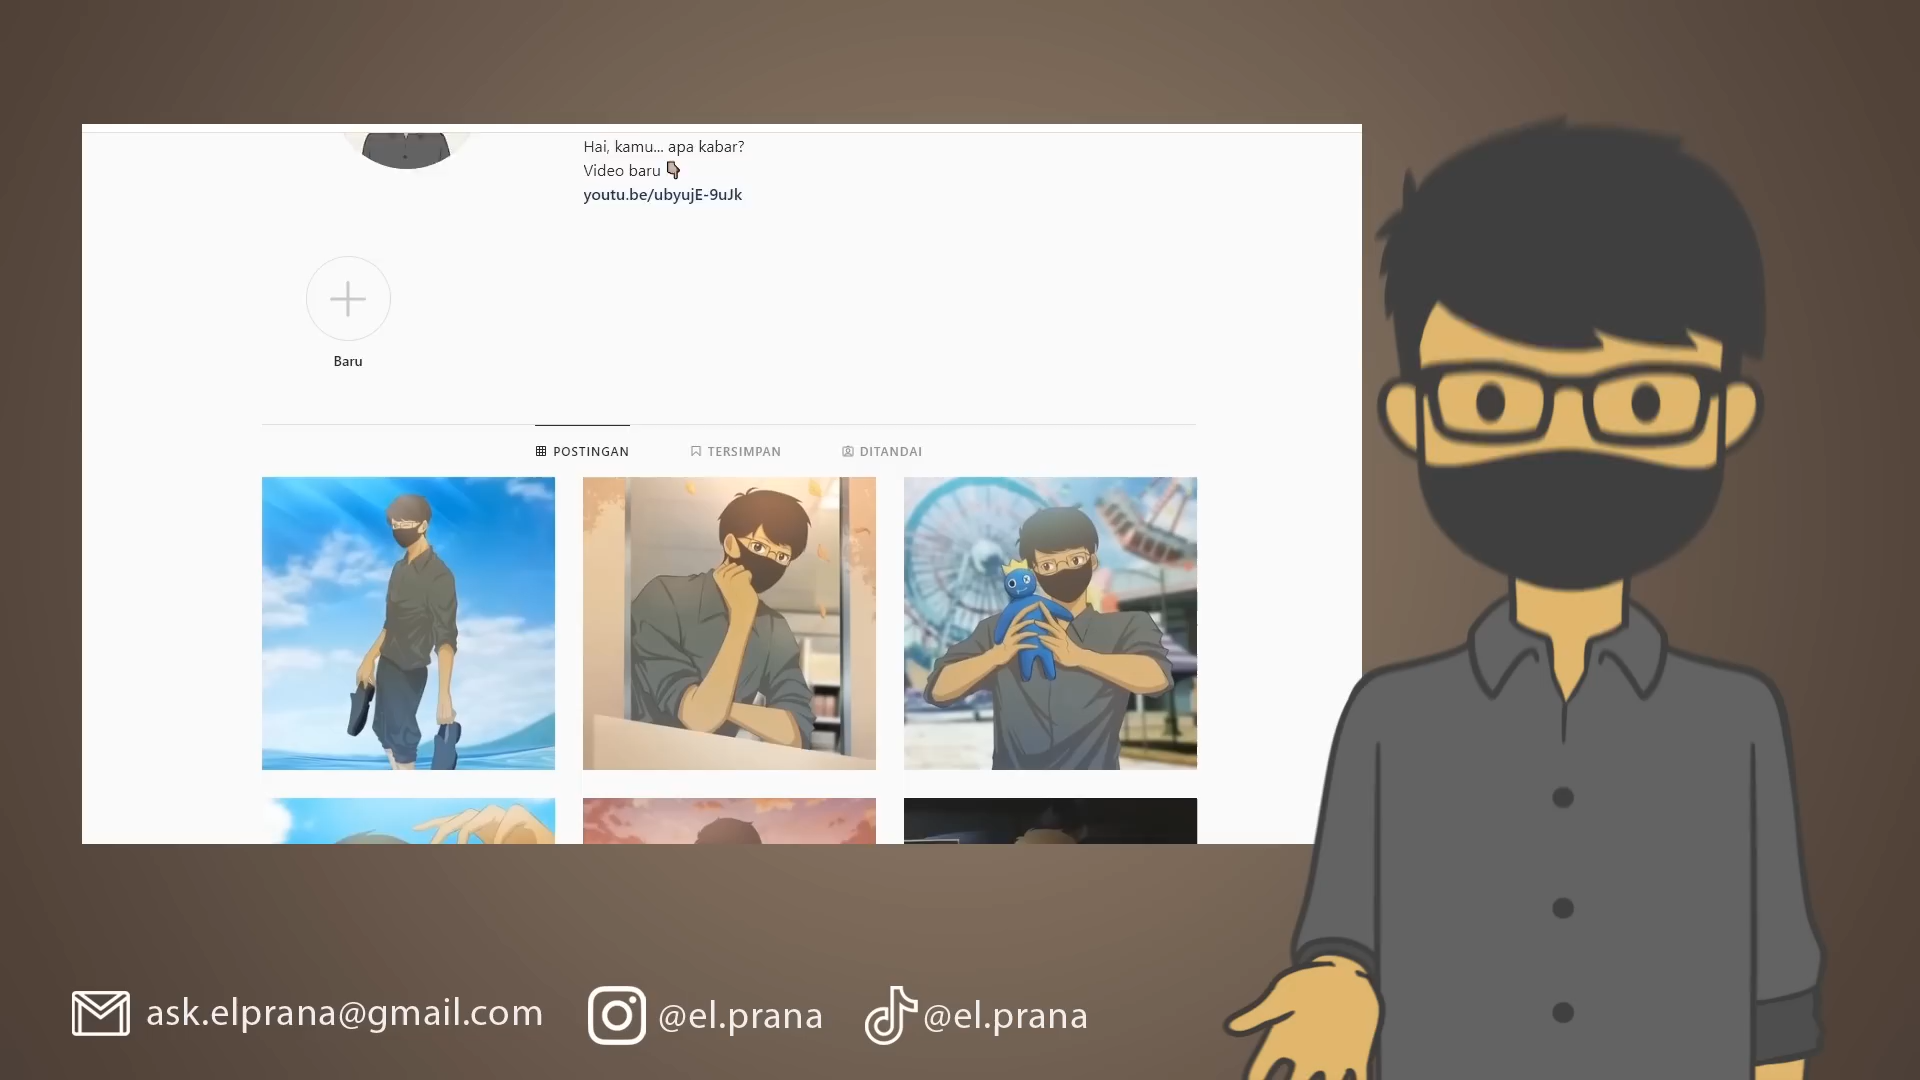 Hai, kamu... apa kabar?
Video baru 👇
youtu.be/ubyujE-9uJk
Baru
POSTINGAN
TERSIMPAN
DITANDAI
ask.elprana@gmail.com
@el.prana
@el.prana